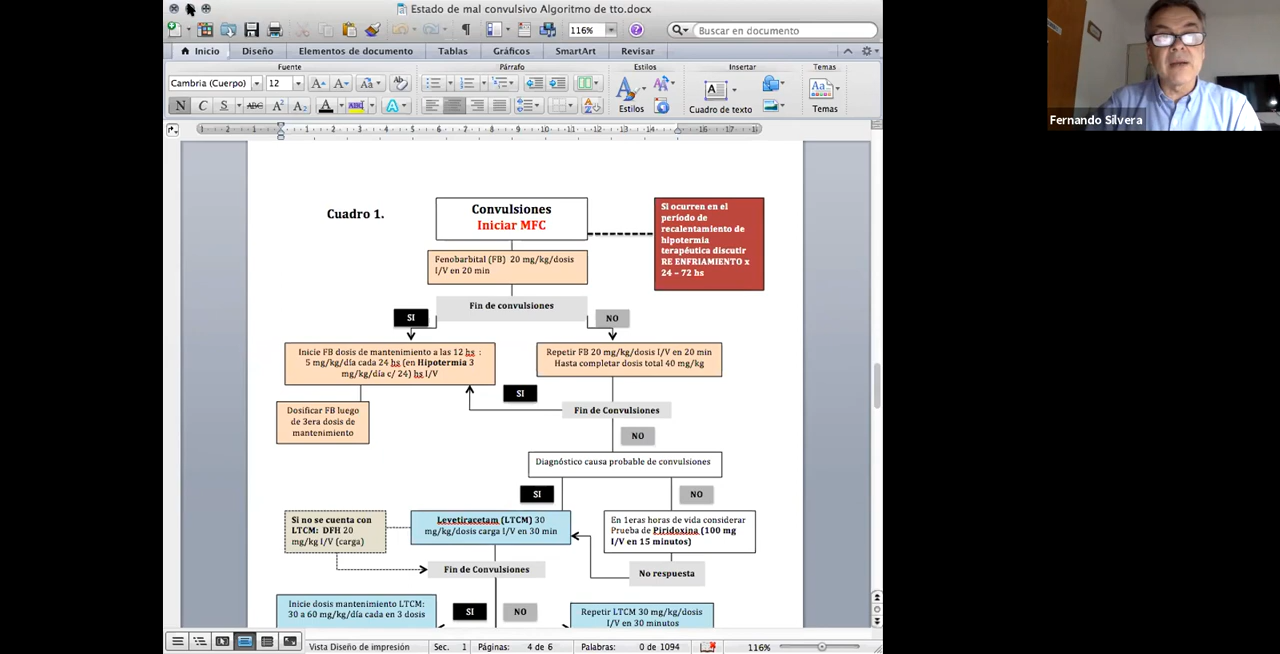 Estado de mal convulsivo Algoritmo de tto.docx
116%
Buscar en documento
Inicio
Diseño
Elementos de documento
Tablas
Gráficos
SmartArt
Revisar
Fuente
Párrafo
Estilos
Insertar
Temas
Cambria (Cuerpo)
12
Estilos
Cuadro de texto
Temas
Fernando Silvera
Cuadro 1.
Convulsiones
Iniciar MFC
SI ocurren en el
período de
recalentamiento de
hipotermia
terapéutica discutir
RE ENFRIAMIENTO x
24 – 72 hs
Fenobarbital (FB) 20 mg/kg/dosis
I/V en 20 min
Fin de convulsiones
SI
NO
Inicie FB dosis de mantenimiento a las 12 hs :
5 mg/kg/día cada 24 hs (en Hipotermia 3
mg/kg/día c/ 24) hs I/V
Repetir FB 20 mg/kg/dosis I/V en 20 min
Hasta completar dosis total 40 mg/kg
SI
Dosificar FB luego
de 3era dosis de
mantenimiento
Fin de Convulsiones
NO
Diagnóstico causa probable de convulsiones
SI
NO
Si no se cuenta con
LTCM: DFH 20
mg/kg I/V (carga)
Levetiracetam (LTCM) 30
mg/kg/dosis carga I/V en 30 min
En 1eras horas de vida considerar
Prueba de Piridoxina (100 mg
I/V en 15 minutos)
Fin de Convulsiones
No respuesta
Inicie dosis mantenimiento LTCM:
30 a 60 mg/kg/día cada en 3 dosis
SI
NO
Repetir LTCM 30 mg/kg/dosis
I/V en 30 minutos
Vista Diseño de impresión
Sec. 1
Páginas: 4 de 6
Palabras: 0 de 1094
116%